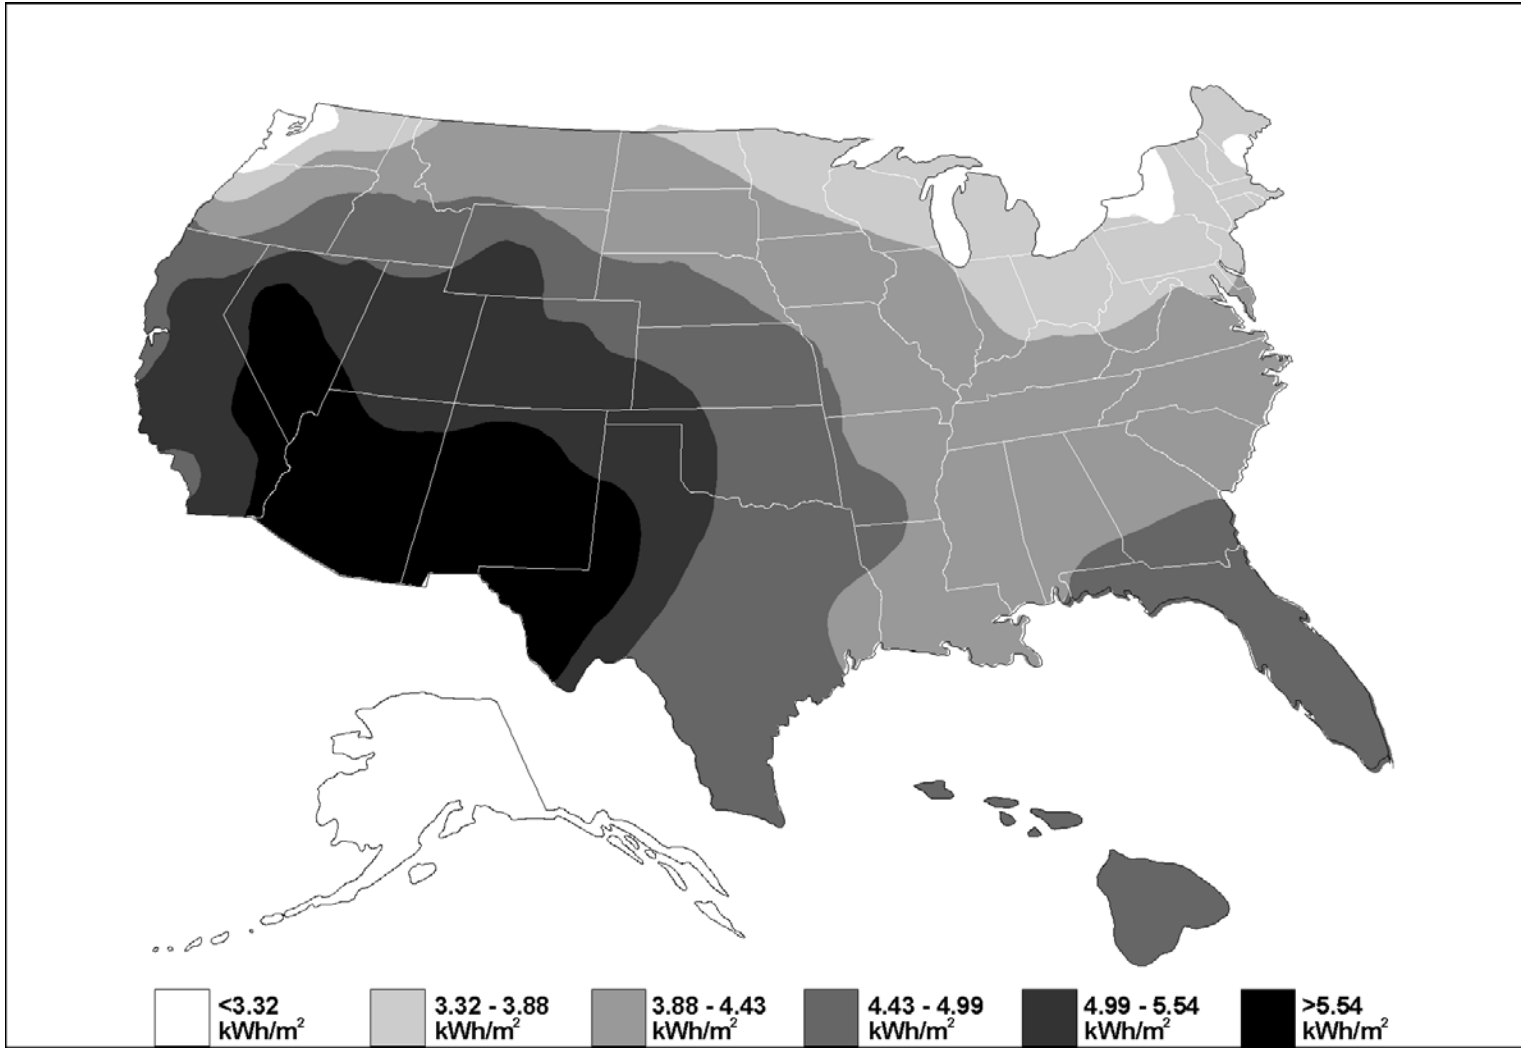 <3.32 3.32 - 3.88 3.88 - 4.43 4.43 - 4.99 4.99 - 5.54 >5.54
kWh/m² kWh/m² kWh/m² kWh/m² kWh/m² kWh/m²